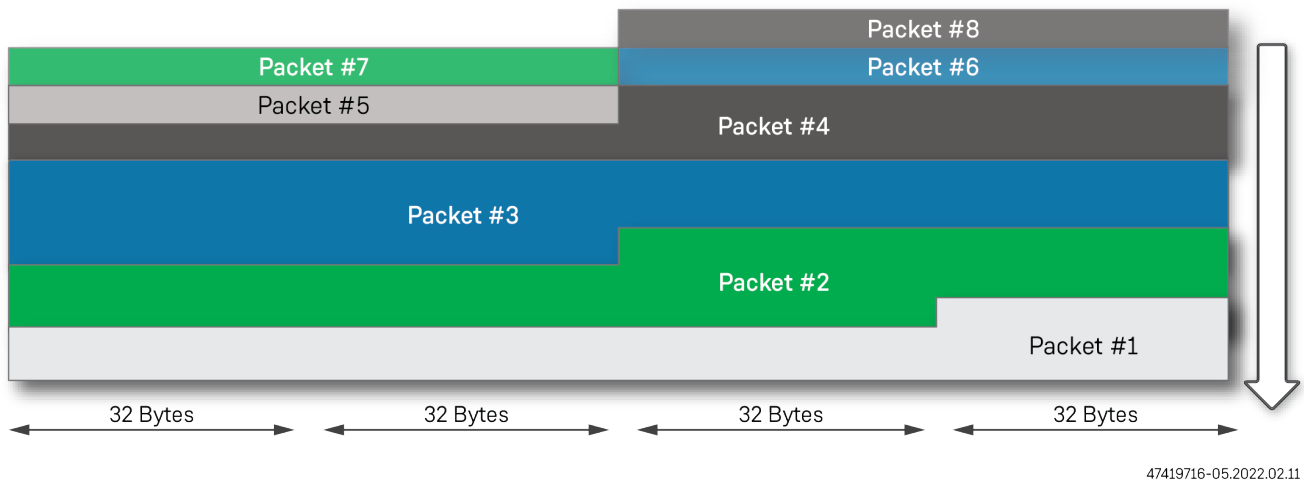 Packet #8
Packet #7
Packet #6
Packet #5
Packet #4
Packet #3
Packet #2
Packet #1
32 Bytes
32 Bytes
32 Bytes
32 Bytes
47419716-05.2022.02.11